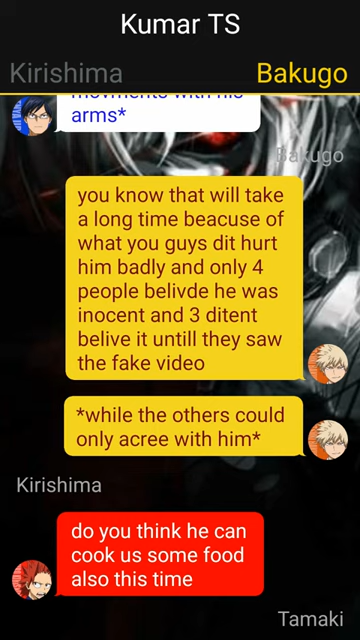 Kumar TS
Kirishima
Bakugo
movements with his
arms*
Bakugo
you know that will take
a long time beacuse of
what you guys dit hurt
him badly and only 4
people belivde he was
inocent and 3 ditent
belive it untill they saw
the fake video
*while the others could
only acree with him*
Kirishima
do you think he can
cook us some food
also this time
Tamaki